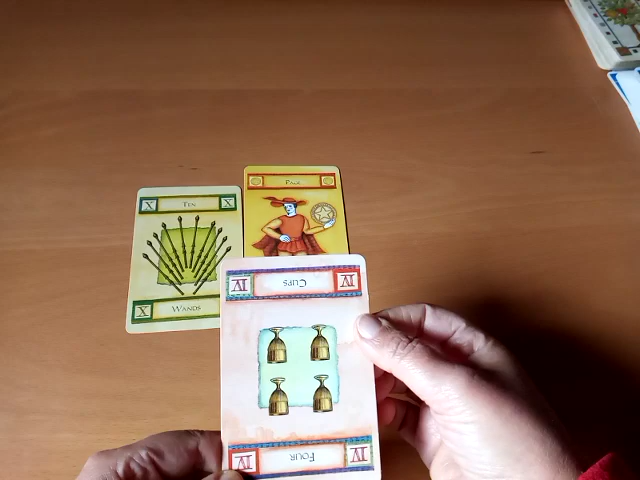 X TEN X
X WANDS
PAGE
IV CUPS IV
IV FOUR IV